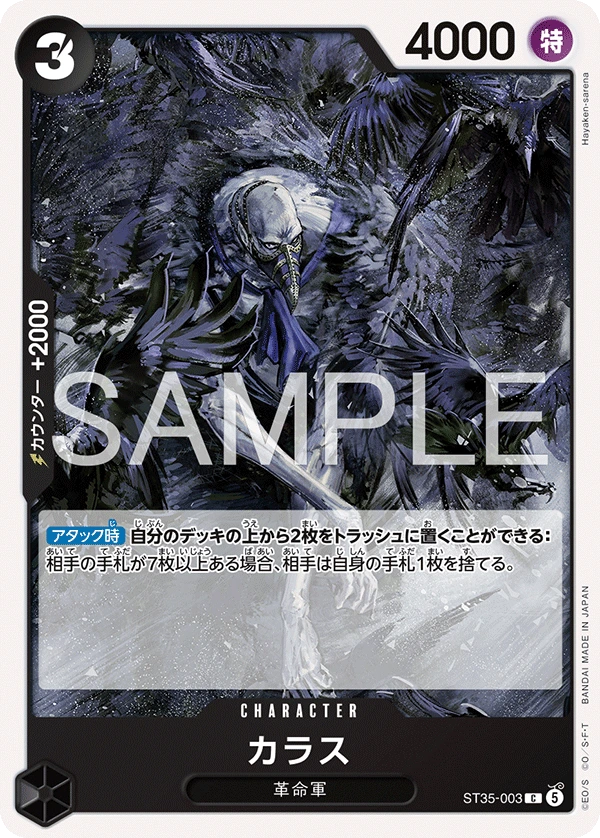 3
4000
特
Hayaken-sarena
カウンター +2000
SAMPLE
アタック時 自分のデッキの上から2枚をトラッシュに置くことができる：
相手の手札が7枚以上ある場合、相手は自身の手札1枚を捨てる。
CHARACTER
カラス
革命軍
ST35-003 C 5
©EO/S ©O/S・F・T BANDAI MADE IN JAPAN